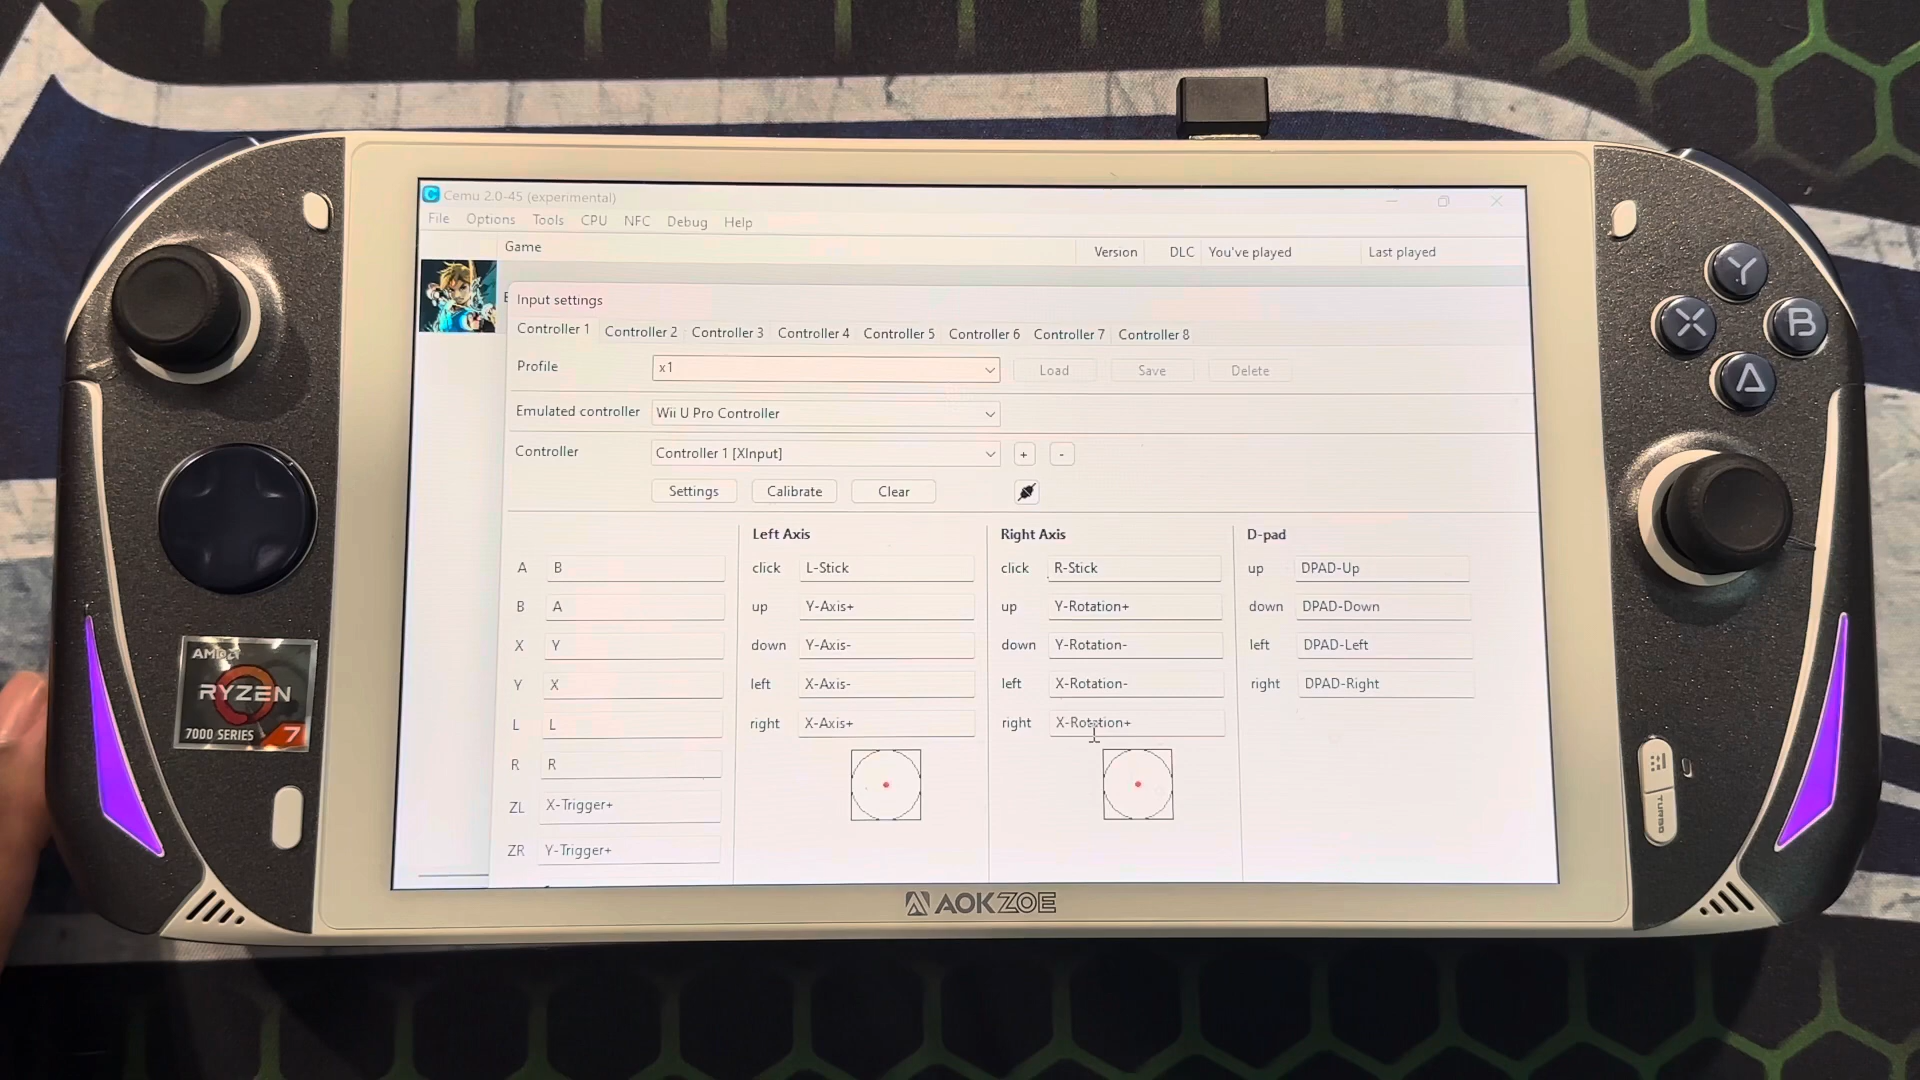 Cemu 2.0-45 (experimental)
File Options Tools CPU NFC Debug Help
Game Version DLC You've played Last played
Input settings
Controller 1 Controller 2 Controller 3 Controller 4 Controller 5 Controller 6 Controller 7 Controller 8
Profile x1 Load Save Delete
Emulated controller Wii U Pro Controller
Controller Controller 1 [XInput] + -
Settings Calibrate Clear
Left Axis Right Axis D-pad
A B click L-Stick click R-Stick up DPAD-Up
B A up Y-Axis+ up Y-Rotation+ down DPAD-Down
X Y down Y-Axis- down Y-Rotation- left DPAD-Left
Y X left X-Axis- left X-Rotation- right DPAD-Right
L L right X-Axis+ right X-Rotation+
R R
ZL X-Trigger+
ZR Y-Trigger+
AOKZOE
AMD
RYZEN
7000 SERIES 7
Y
X B
A
TURBO